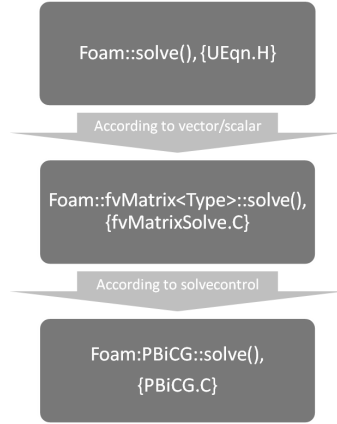 Foam::solve(), {UEqn.H}
According to vector/scalar
Foam::fvMatrix<Type>::solve(),
{fvMatrixSolve.C}
According to solvecontrol
Foam:PBiCG::solve(),
{PBiCG.C}